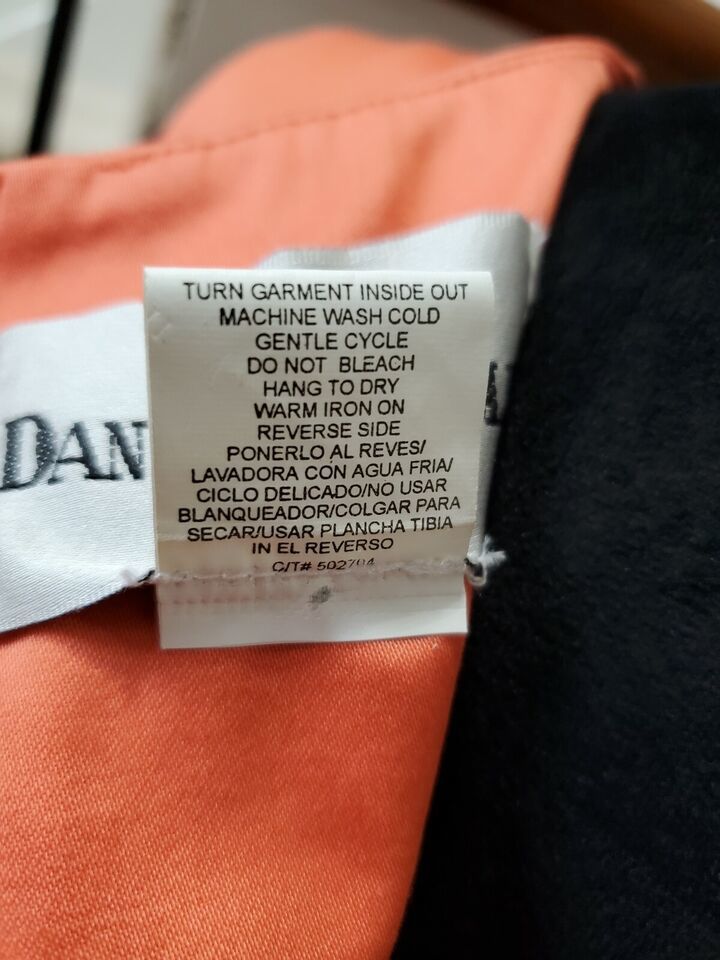 TURN GARMENT INSIDE OUT
MACHINE WASH COLD
GENTLE CYCLE
DO NOT BLEACH
HANG TO DRY
WARM IRON ON
REVERSE SIDE
PONERLO AL REVES/
LAVADORA CON AGUA FRIA/
CICLO DELICADO/NO USAR
BLANQUEADOR/COLGAR PARA
SECAR/USAR PLANCHA TIBIA
IN EL REVERSO
C/T# 502704
DAN